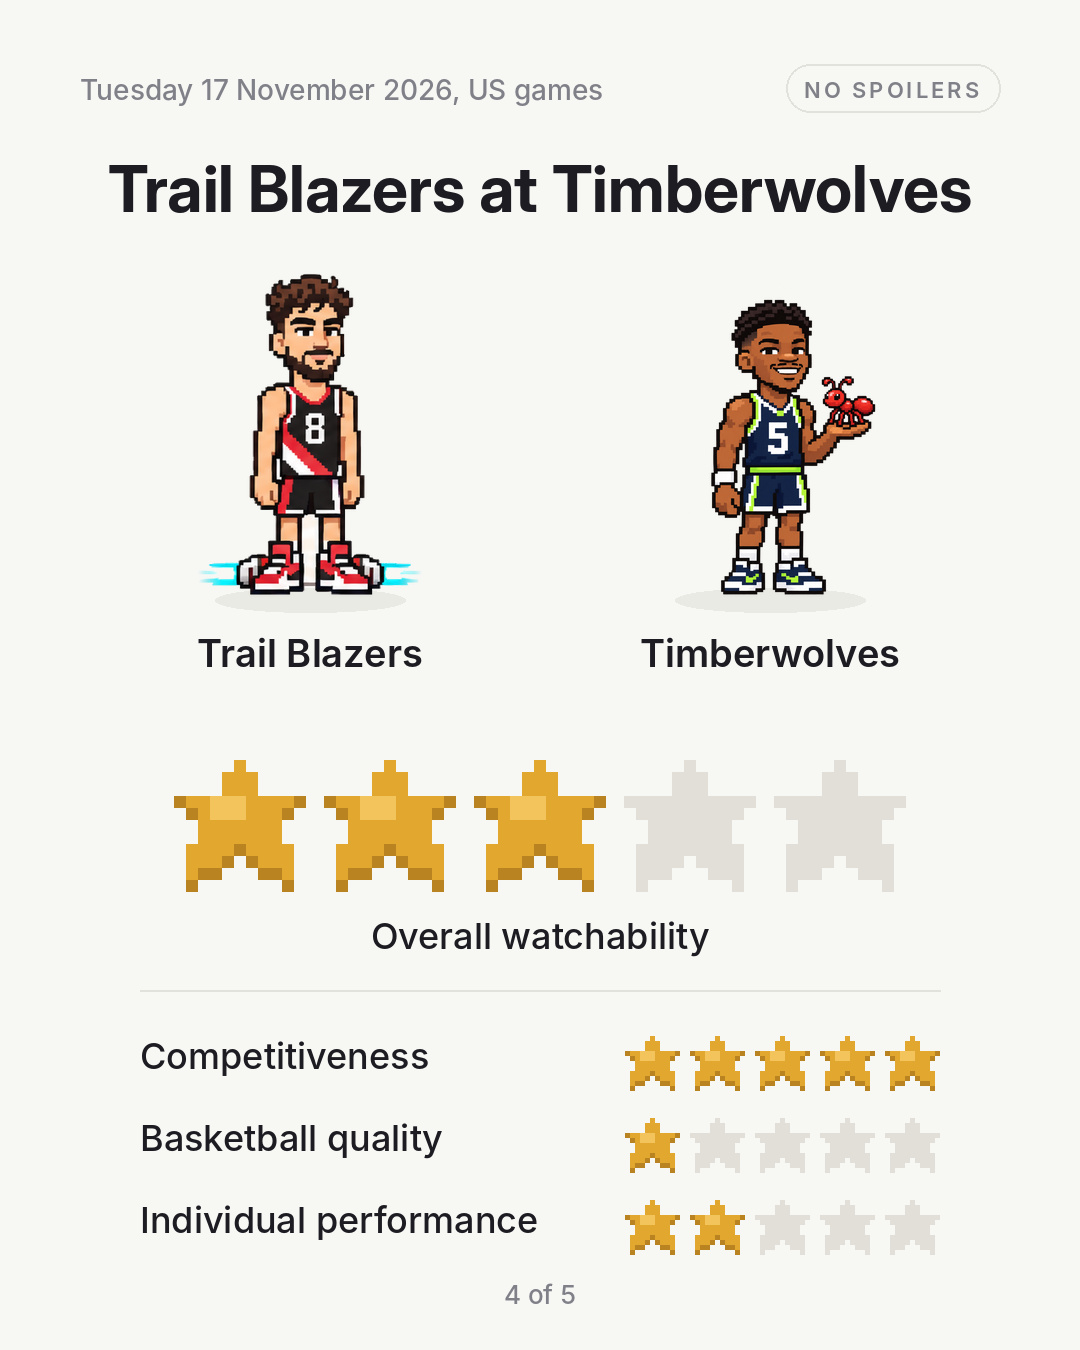 Tuesday 17 November 2026, US games
NO SPOILERS
Trail Blazers at Timberwolves
8
5
Trail Blazers
Timberwolves
Overall watchability
Competitiveness
Basketball quality
Individual performance
4 of 5